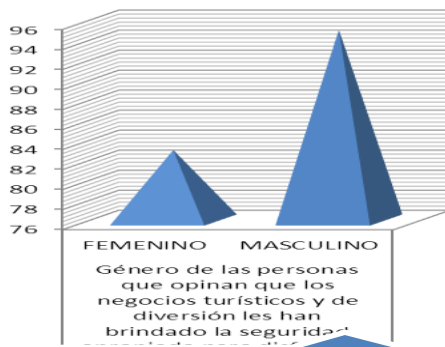 96
94
92
90
88
86
84
82
80
78
76
FEMENINO MASCULINO
Género de las personas
que opinan que los
negocios turísticos y de
diversión les han
brindado la seguridad